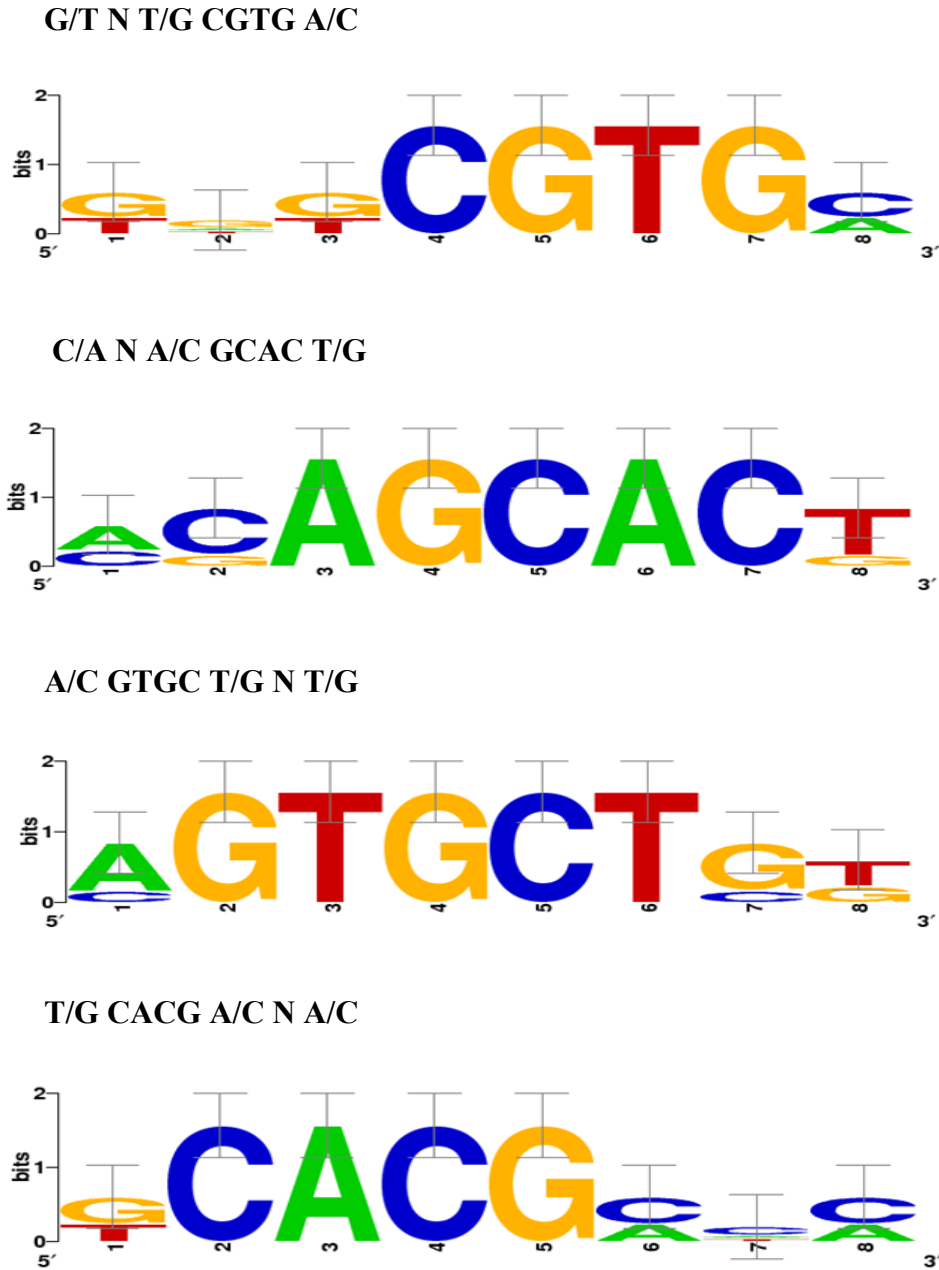 G/T N T/G CGTG A/C
2
bits
1
0
G G G C G T G C
T A T A
T
5′ 1 2 3 4 5 6 7 8 3′
C/A N A/C GCAC T/G
2
bits
1
0
A C A G C A C T
C G G
5′ 1 2 3 4 5 6 7 8 3′
A/C GTGC T/G N T/G
2
bits
1
0
A G T G C T G T
C C G
5′ 1 2 3 4 5 6 7 8 3′
T/G CACG A/C N A/C
2
bits
1
0
G C A C G C C C
T A A A
T
5′ 1 2 3 4 5 6 7 8 3′